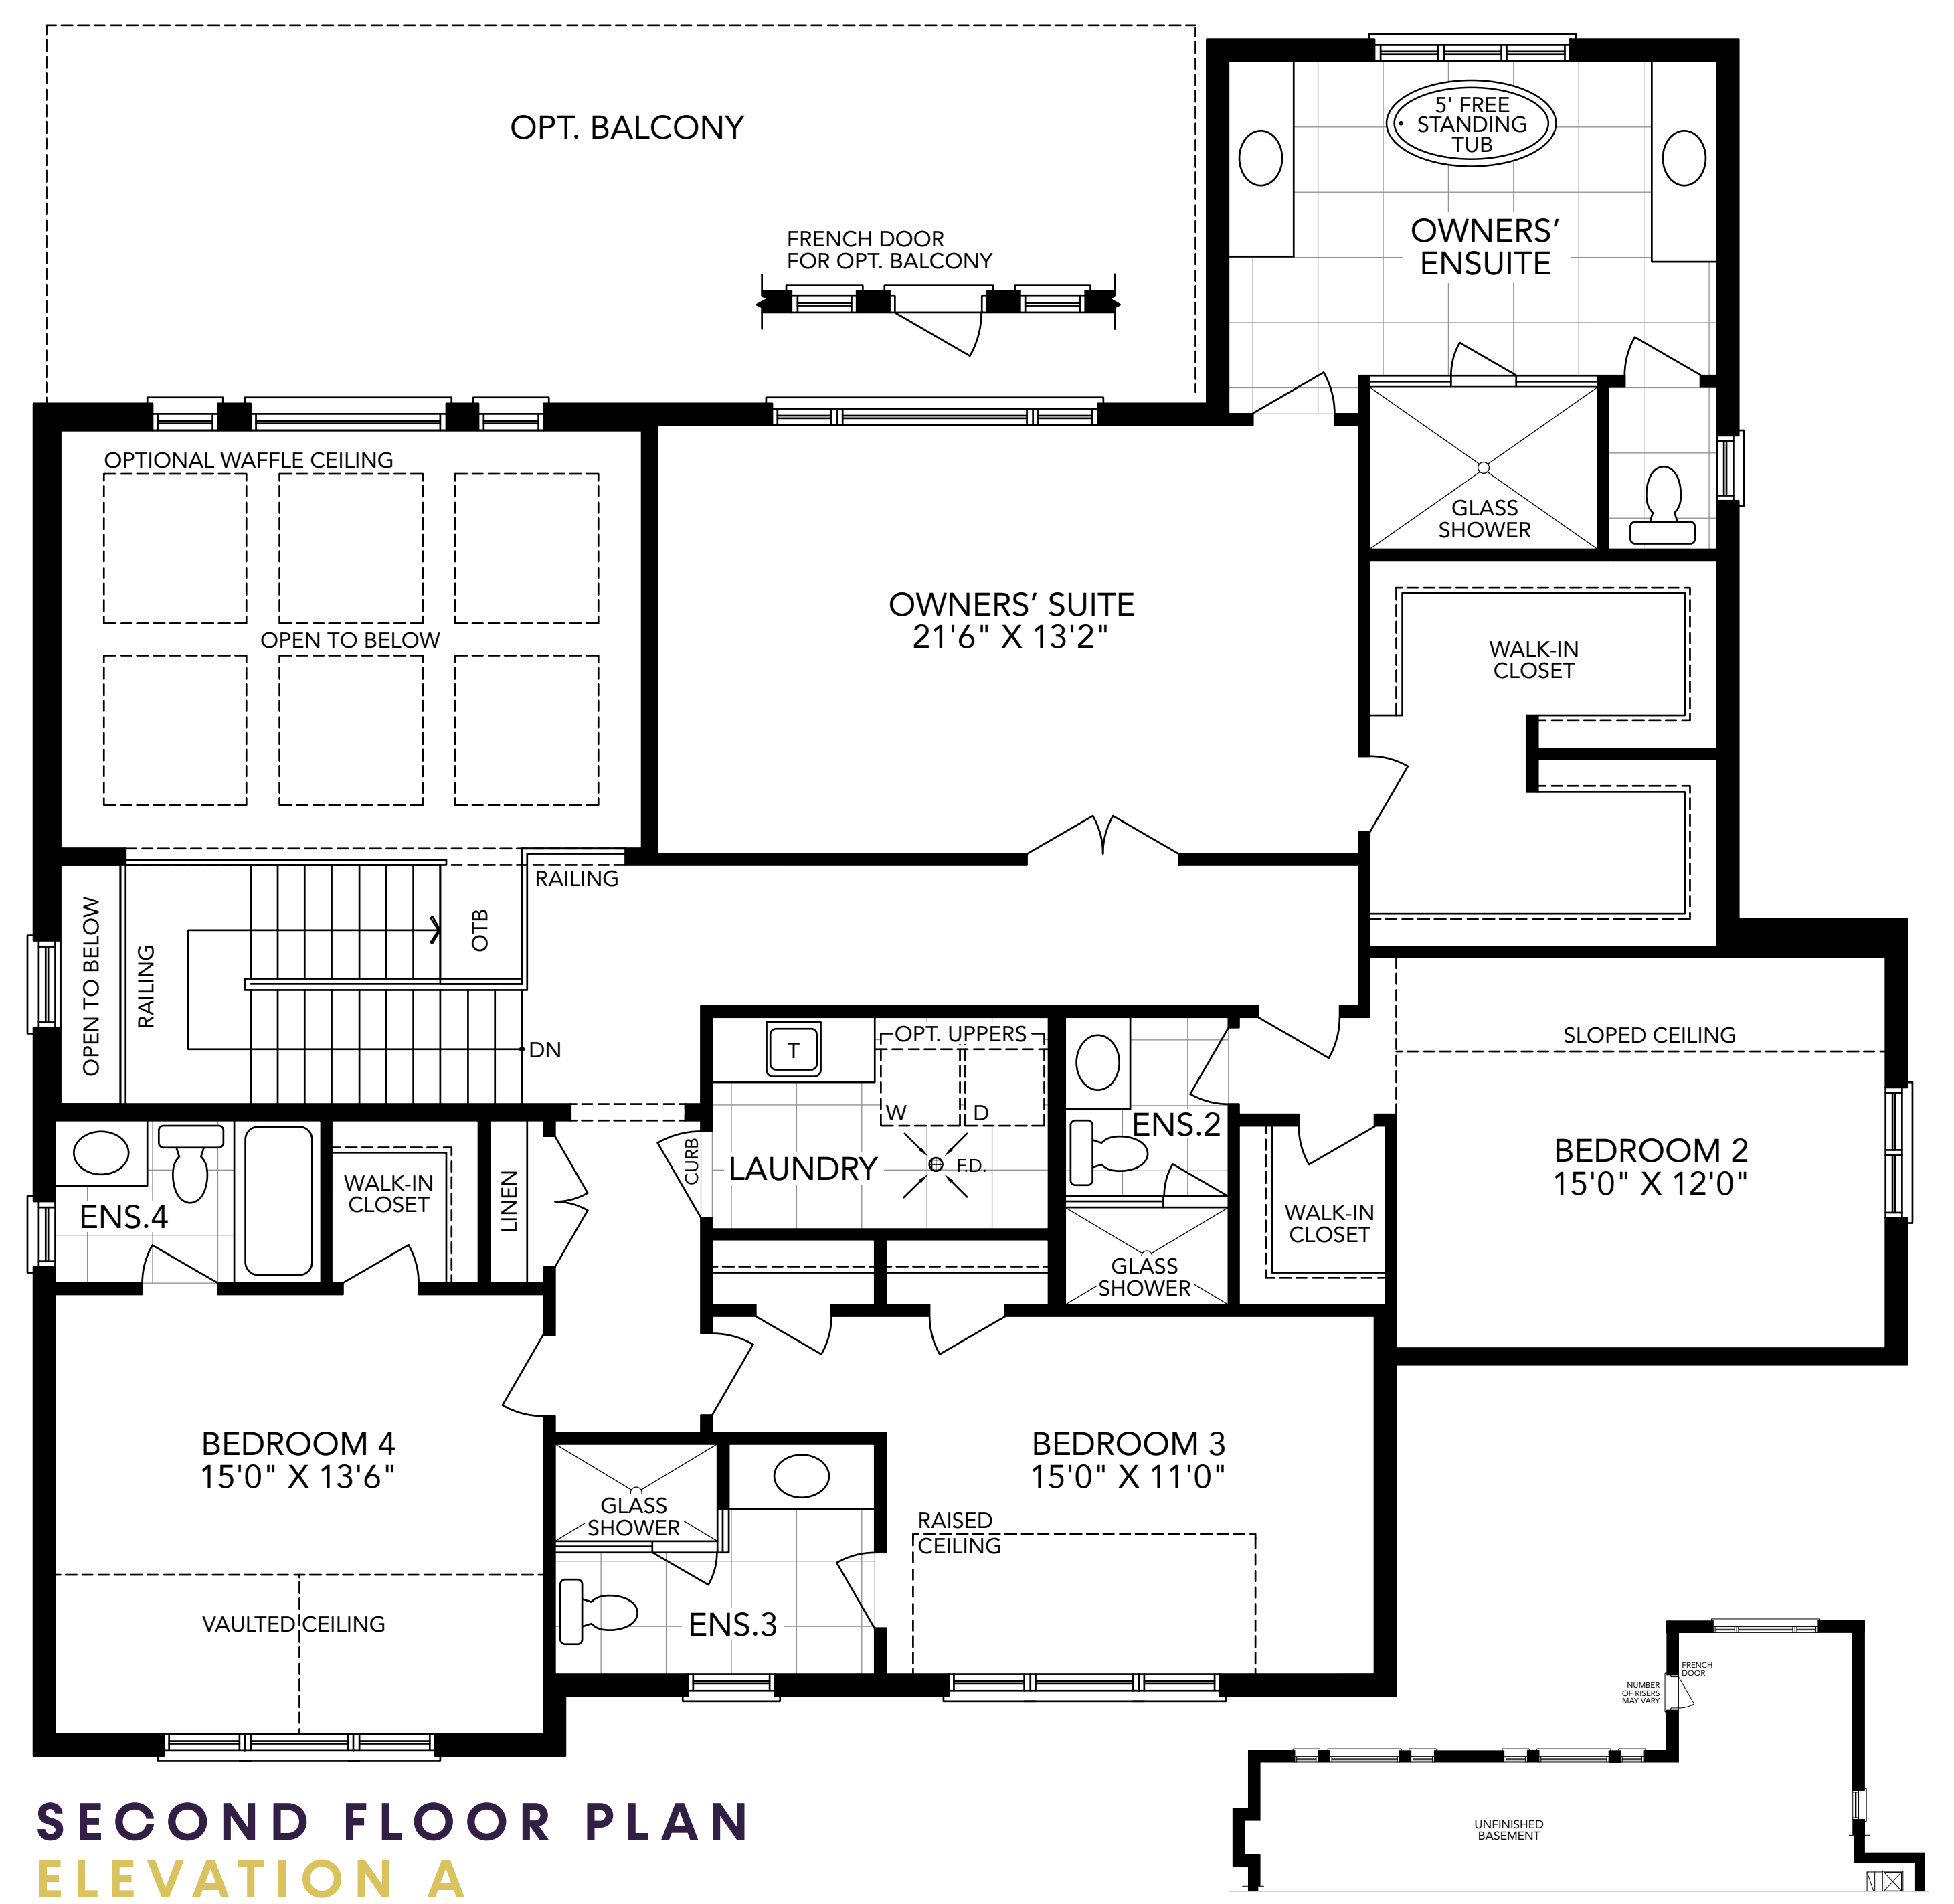 OPT. BALCONY
5' FREE
STANDING
TUB
OWNERS’
ENSUITE
FRENCH DOOR
FOR OPT. BALCONY
OPTIONAL WAFFLE CEILING
OPEN TO BELOW
GLASS
SHOWER
OWNERS’ SUITE
21'6" X 13'2"
WALK-IN
CLOSET
RAILING
OTB
OPEN TO BELOW
RAILING
DN
T
OPT. UPPERS
W
D
F.D.
CURB
LAUNDRY
ENS.2
GLASS
SHOWER
SLOPED CEILING
BEDROOM 2
15'0" X 12'0"
WALK-IN
CLOSET
ENS.4
WALK-IN
CLOSET
LINEN
BEDROOM 4
15'0" X 13'6"
VAULTED CEILING
GLASS
SHOWER
ENS.3
BEDROOM 3
15'0" X 11'0"
RAISED
CEILING
FRENCH
DOOR
NUMBER
OF RISERS
MAY VARY
UNFINISHED
BASEMENT
SECOND FLOOR PLAN
ELEVATION A